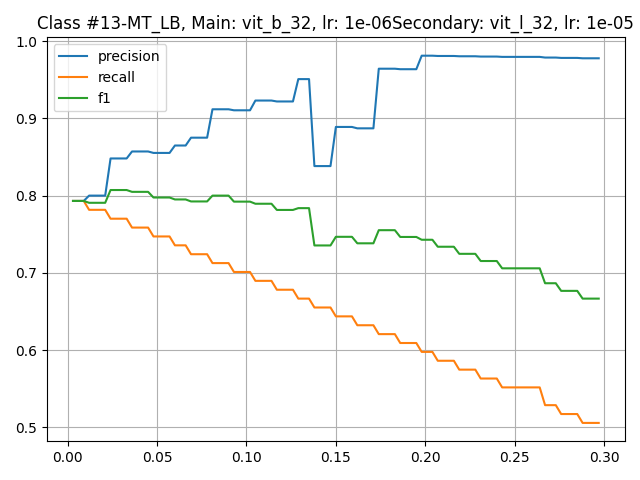 Class #13-MT_LB, Main: vit_b_32, lr: 1e-06Secondary: vit_l_32, lr: 1e-05
precision
recall
f1
1.0
0.9
0.8
0.7
0.6
0.5
0.00 0.05 0.10 0.15 0.20 0.25 0.30